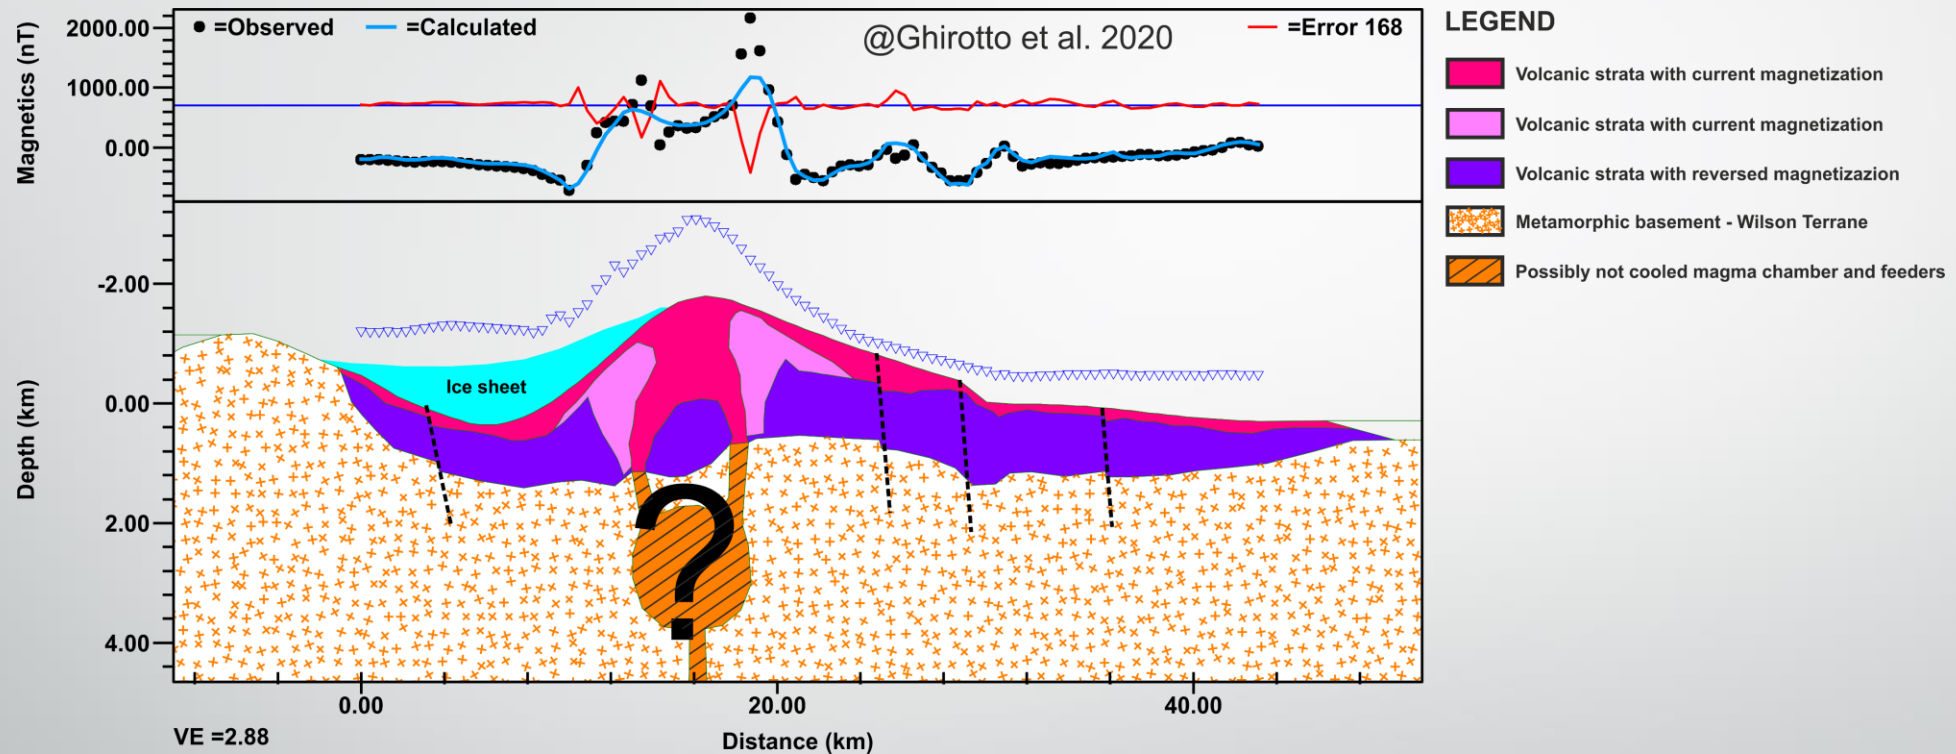 =Observed
=Calculated
@Ghirotto et al. 2020
=Error 168
Magnetics (nT)
2000.00
1000.00
0.00
Depth (km)
-2.00
0.00
2.00
4.00
Ice sheet
?
0.00
20.00
40.00
VE =2.88
Distance (km)
LEGEND
Volcanic strata with current magnetization
Volcanic strata with current magnetization
Volcanic strata with reversed magnetizazion
Metamorphic basement - Wilson Terrane
Possibly not cooled magma chamber and feeders